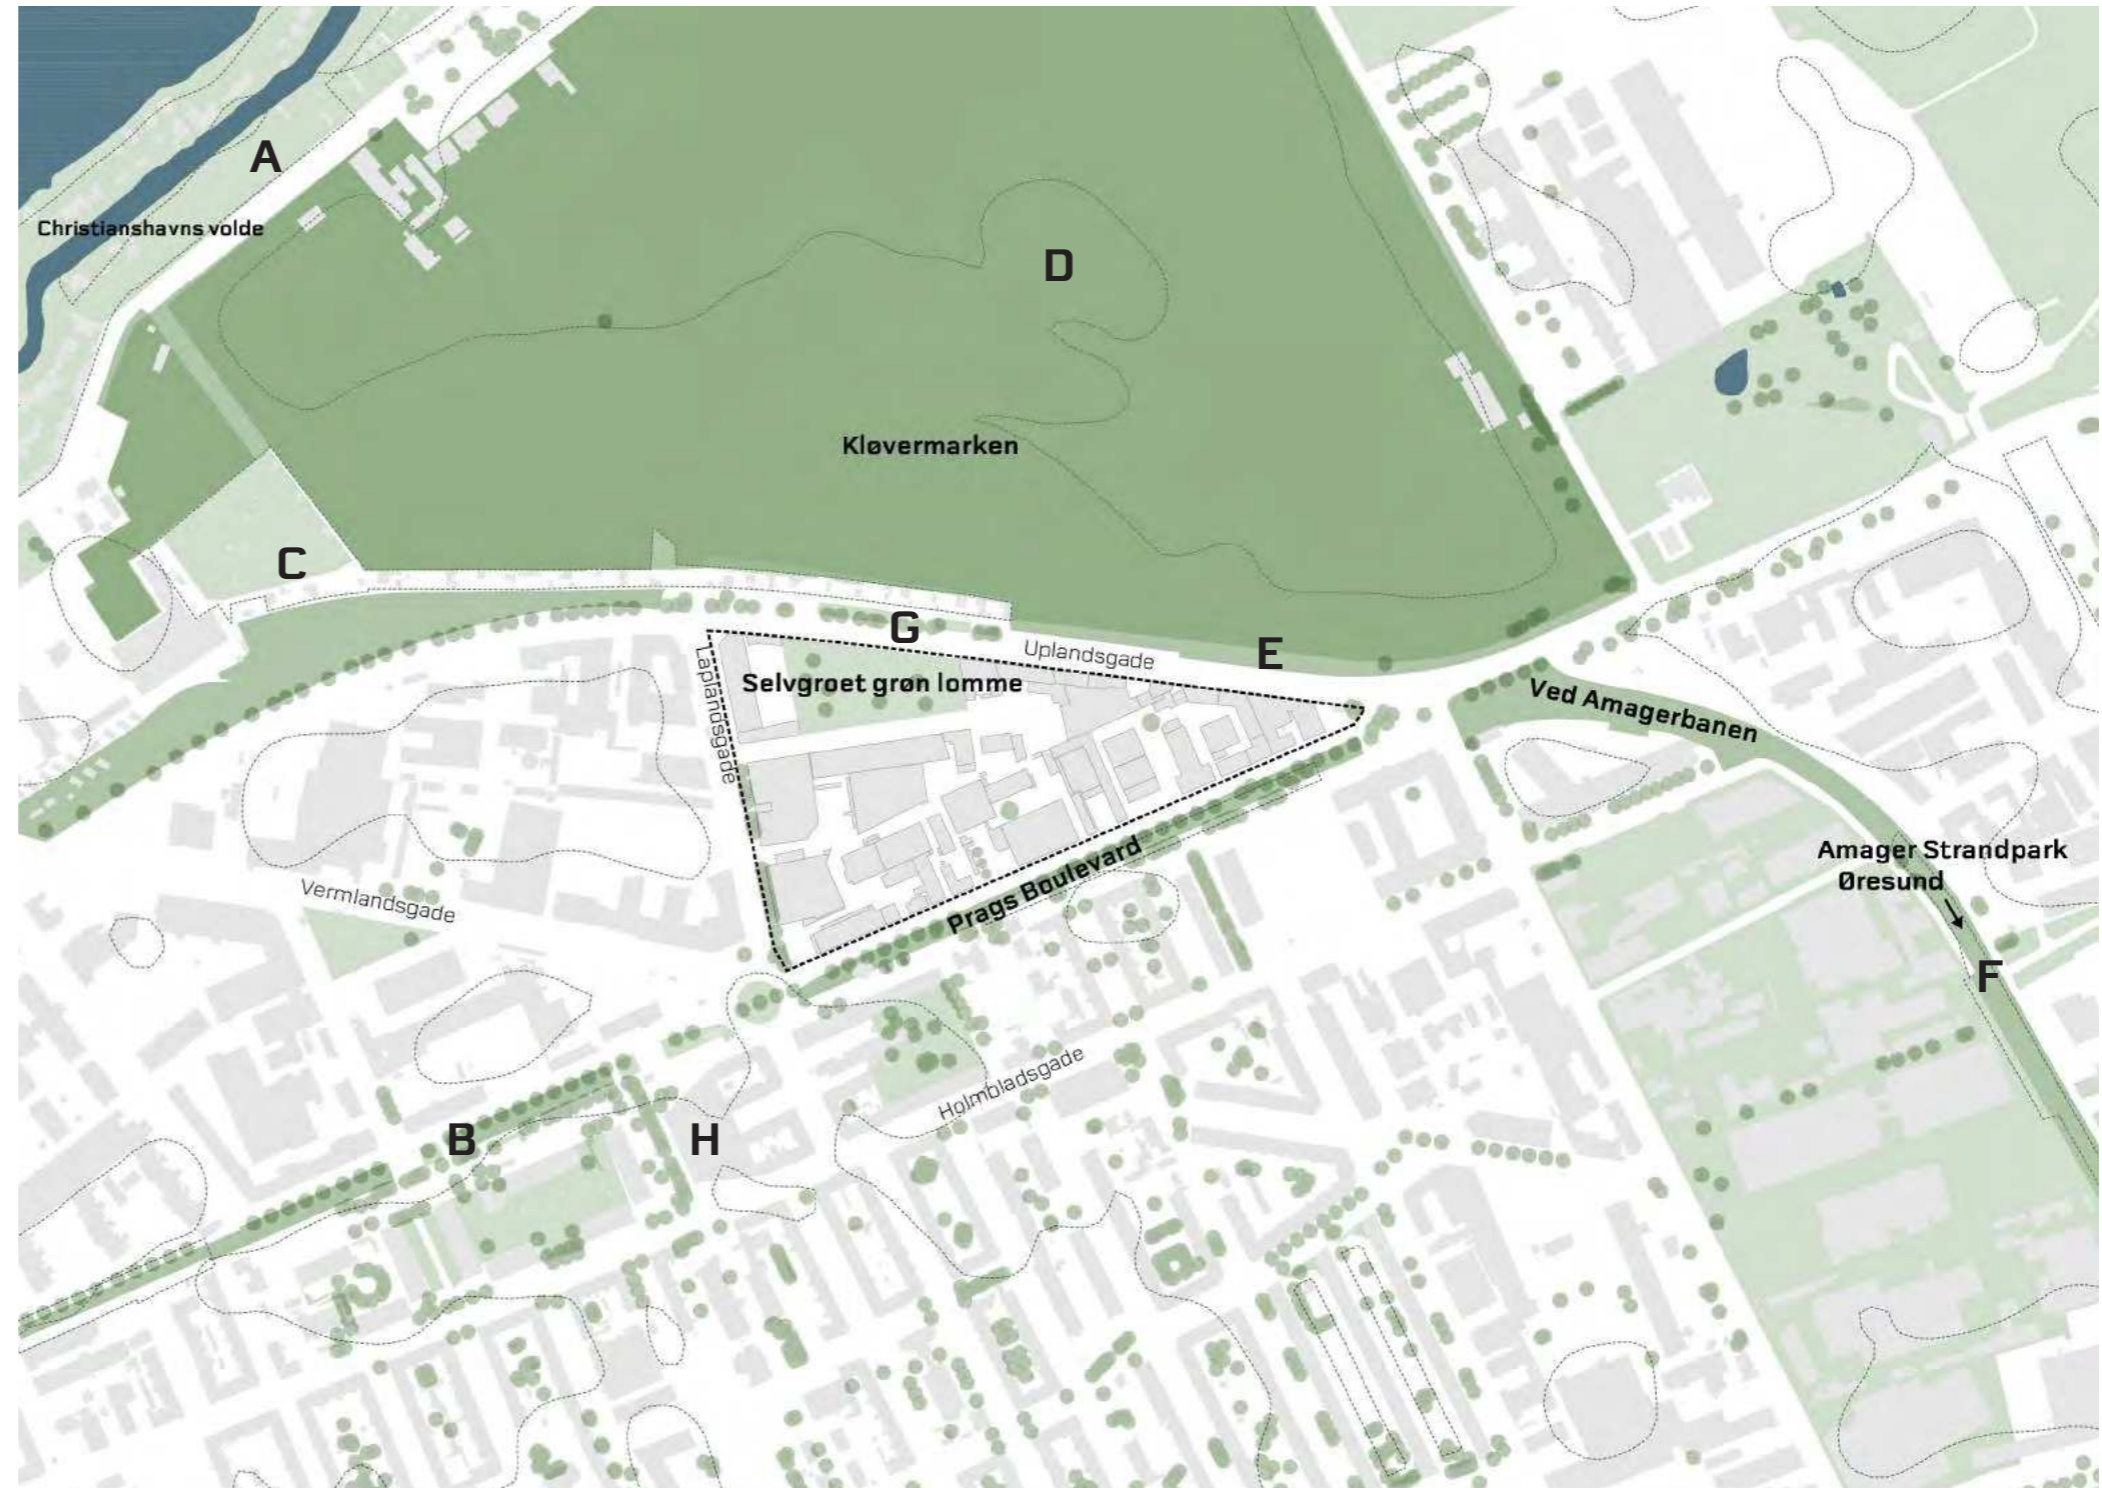 A
Christianshavns volde
D
Kløvermarken
C
G
Uplandsgade
E
Laplandsgade
Selvgroet grøn lomme
Ved Amagerbanen
Prags Boulevard
Amager Strandpark
Øresund
Vermlandsgade
F
Holmbladsgade
B
H